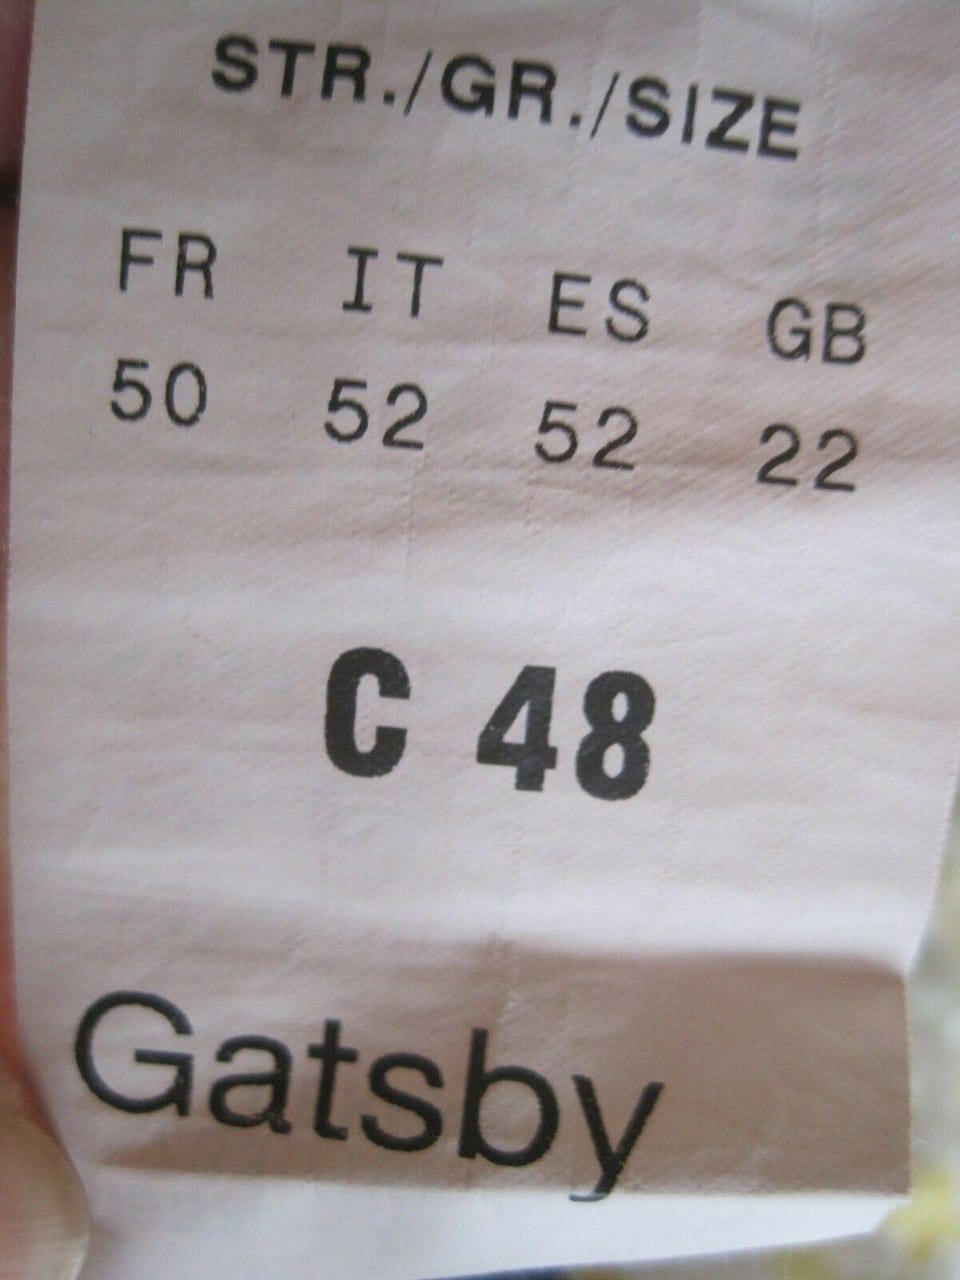 STR./GR./SIZE
FR IT ES GB
50 52 52 22
C 48
Gatsby